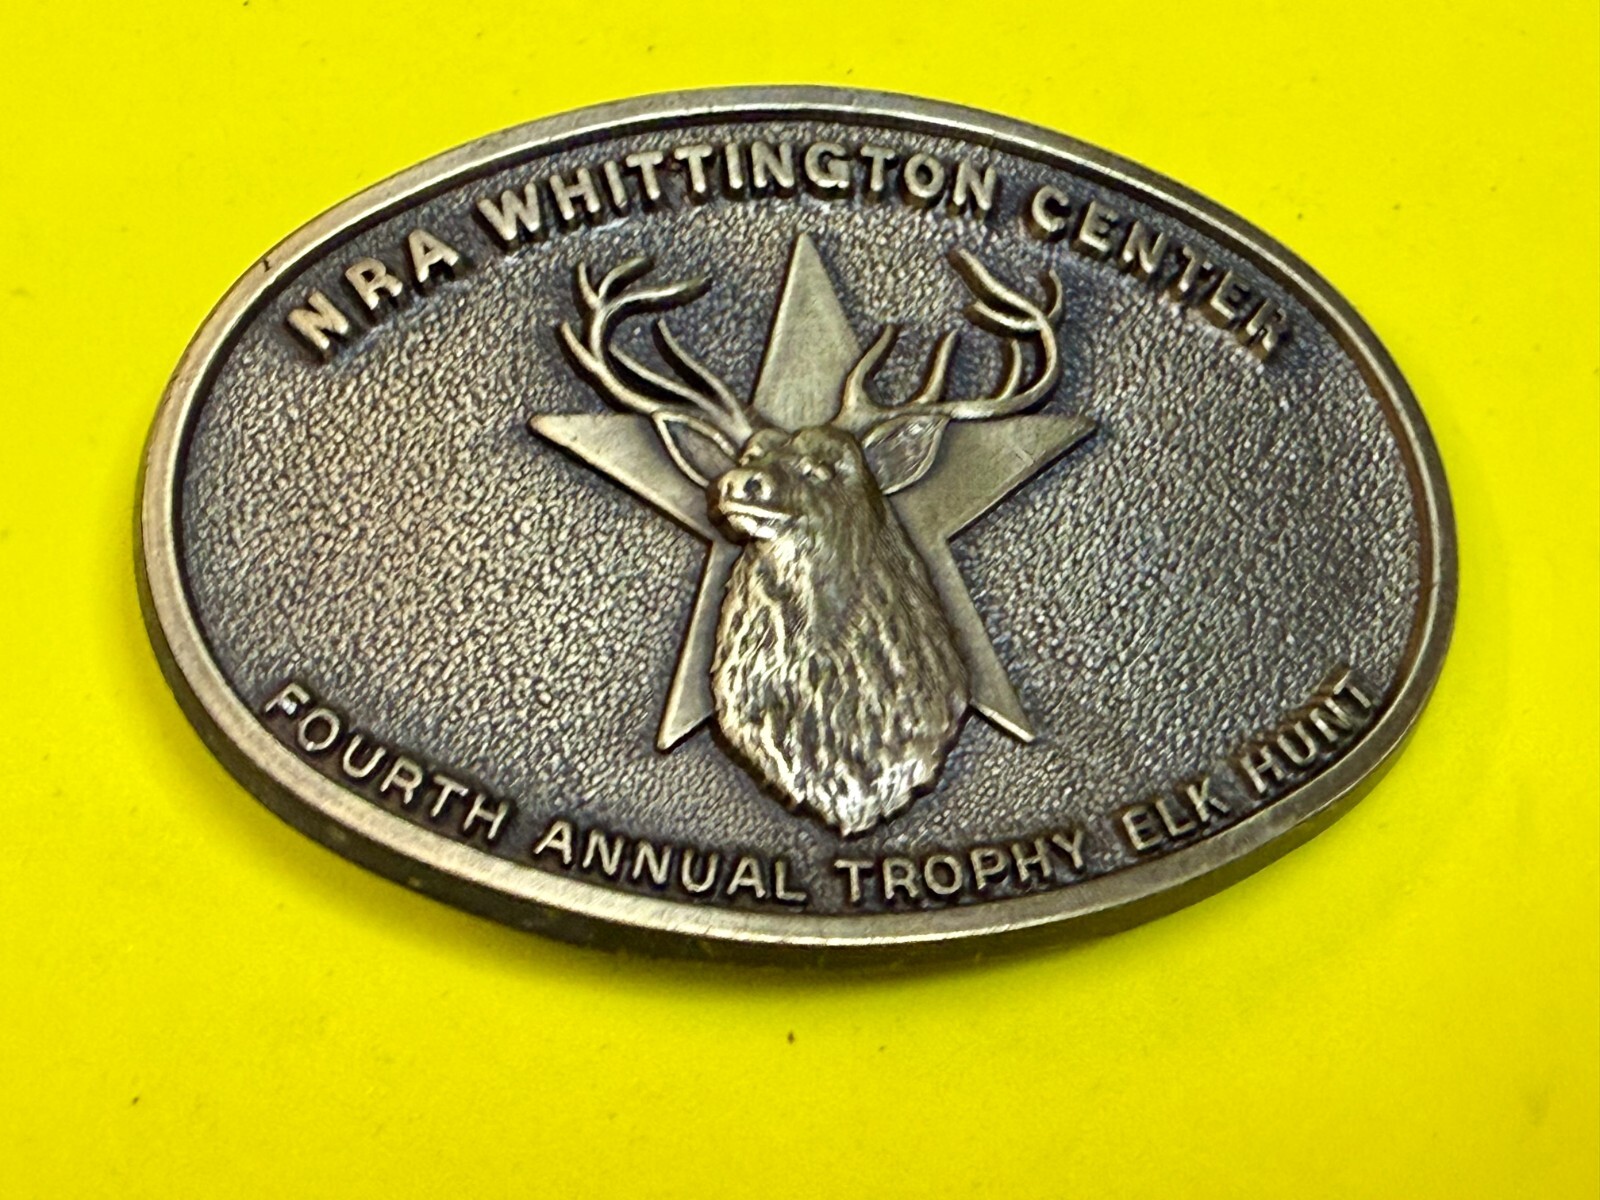 NRA WHITTINGTON CENTER
FOURTH ANNUAL TROPHY ELK HUNT